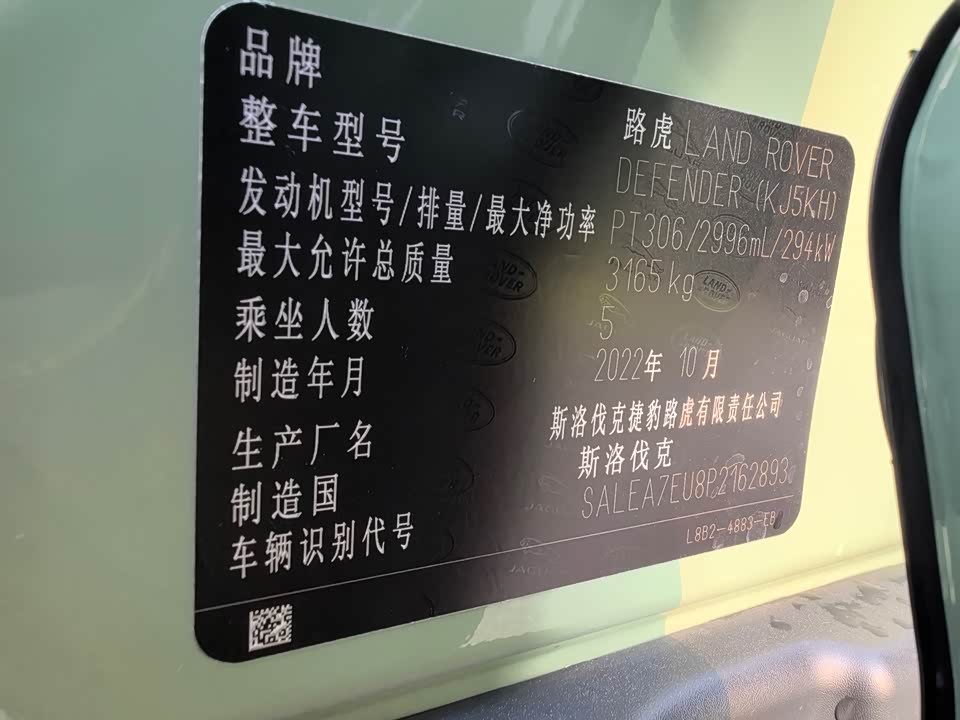 品牌 路虎 LAND ROVER
整车型号 DEFENDER (KJ5KH)
发动机型号/排量/最大净功率 PT306/2996mL/294kW
最大允许总质量 3165 kg
乘坐人数 5
制造年月 2022年 10月
生产厂名 斯洛伐克捷豹路虎有限责任公司
制造国 斯洛伐克
车辆识别代号 SALEA7EU8P2162893
L8B2-4883-EB